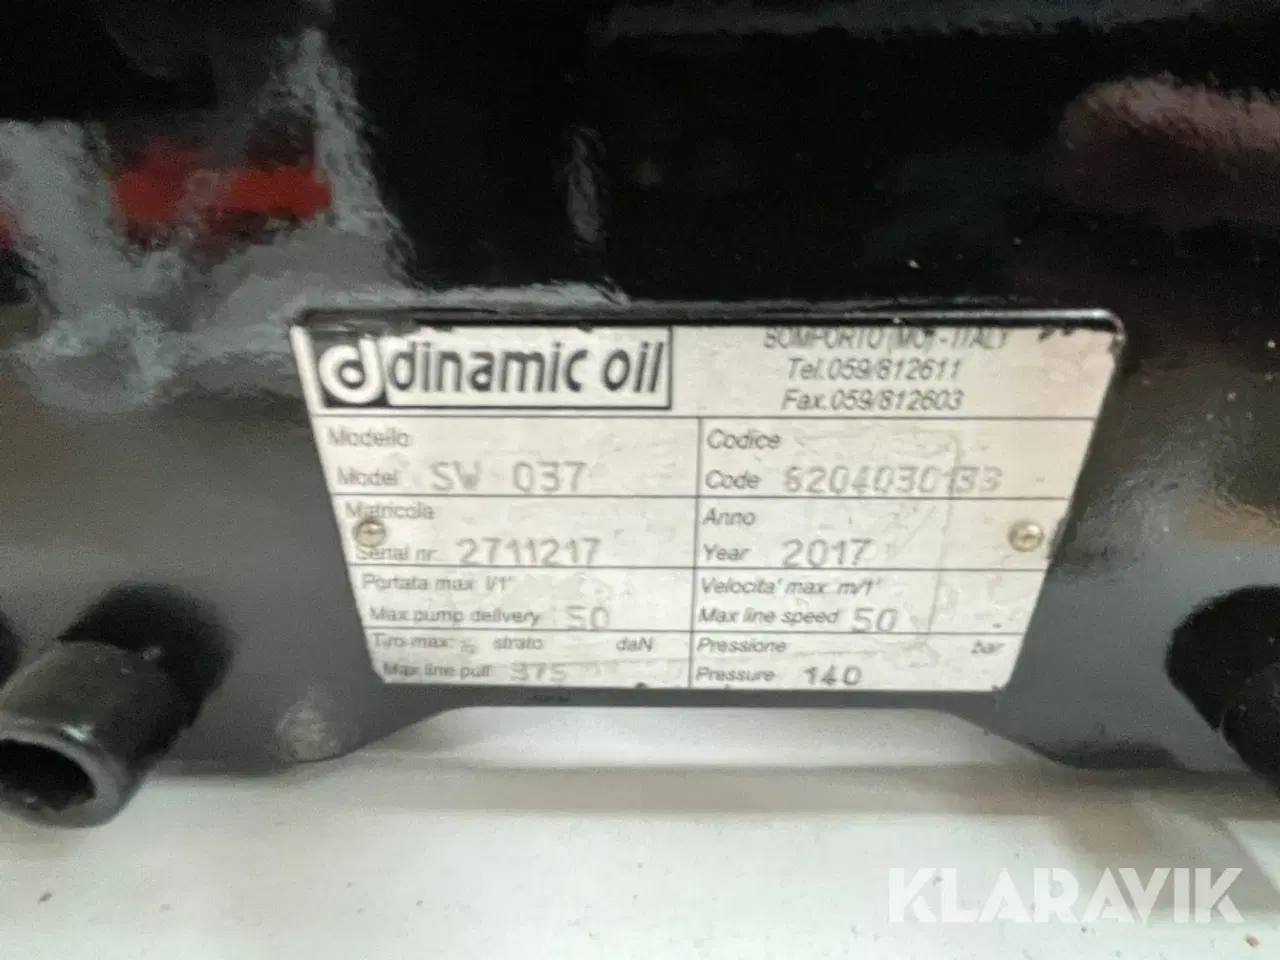 dinamic oil
BOMPORTO (MO) - ITALY
Tel.059/812611
Fax.059/812603
Modello
Model SW 037
Codice
Code
Matricola
Serial nr. 2711217
Anno
Year 2017
Portata max l/1'
Max pump delivery 50
Velocita' max m/1'
Max line speed 50
Tiro max: 5 strato daN
Max line pull 975
Pressione bar
Pressure 140
KLARAVIK